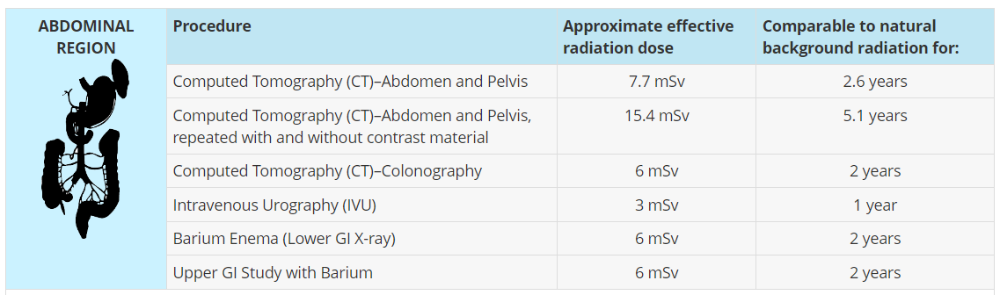 ABDOMINAL
REGION
Procedure
Approximate effective
radiation dose
Comparable to natural
background radiation for:
Computed Tomography (CT)–Abdomen and Pelvis
7.7 mSv
2.6 years
Computed Tomography (CT)–Abdomen and Pelvis,
repeated with and without contrast material
15.4 mSv
5.1 years
Computed Tomography (CT)–Colonography
6 mSv
2 years
Intravenous Urography (IVU)
3 mSv
1 year
Barium Enema (Lower GI X-ray)
6 mSv
2 years
Upper GI Study with Barium
6 mSv
2 years